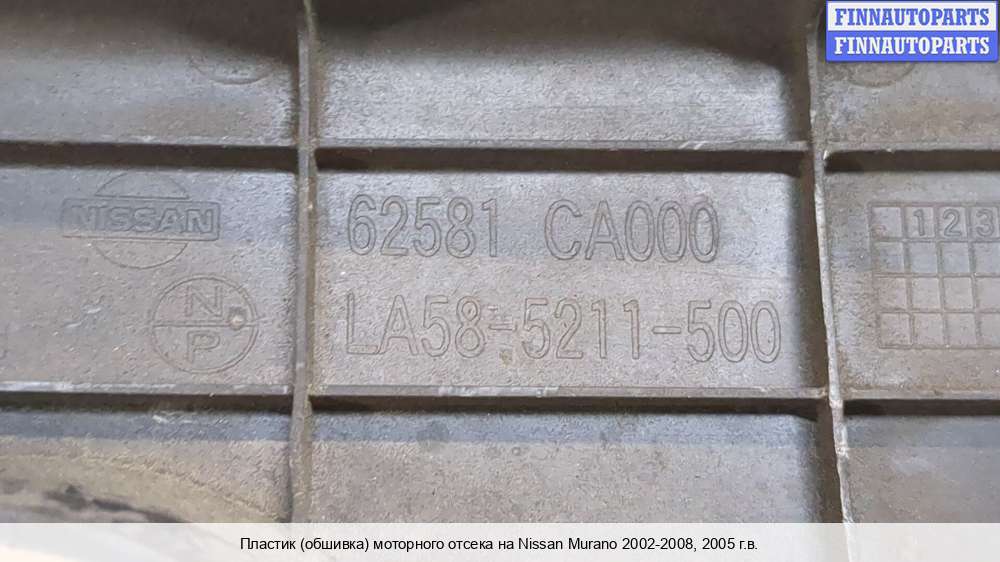 FINNAUTOPARTS
FINNAUTOPARTS
NISSAN
62581 CA000
1 2 3
N
P
LA58-5211-500
Пластик (обшивка) моторного отсека на Nissan Murano 2002-2008, 2005 г.в.